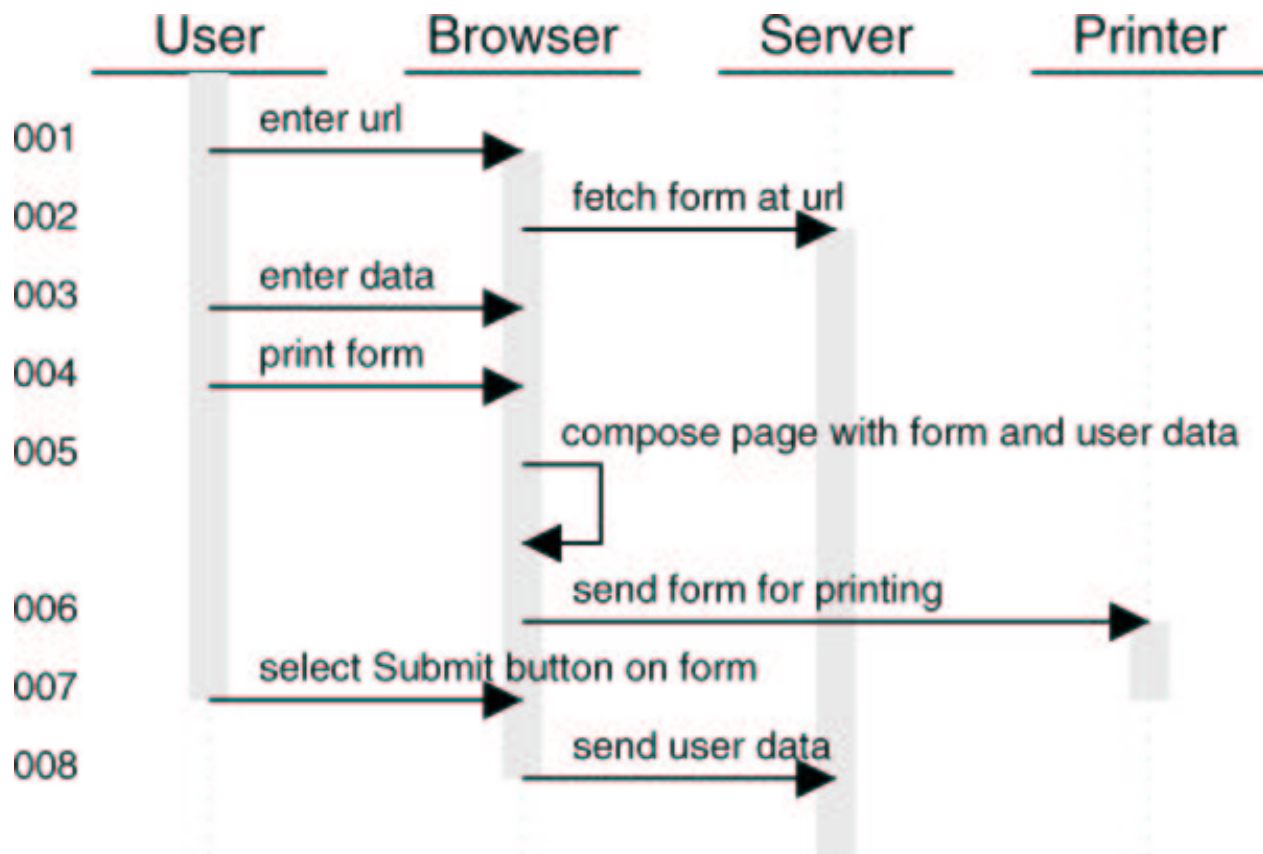 User Browser Server Printer
001 enter url
002 fetch form at url
003 enter data
004 print form
005 compose page with form and user data
006 send form for printing
007 select Submit button on form
008 send user data